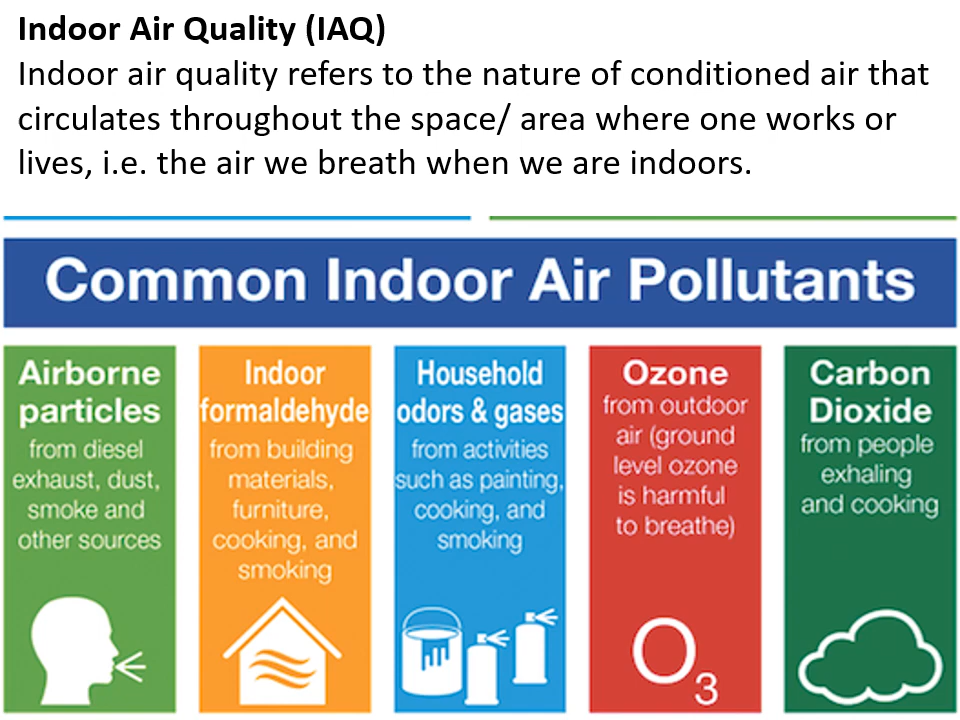 Indoor Air Quality (IAQ)
Indoor air quality refers to the nature of conditioned air that
circulates throughout the space/ area where one works or
lives, i.e. the air we breath when we are indoors.
Common Indoor Air Pollutants
Airborne
particles
from diesel
exhaust, dust,
smoke and
other sources
Indoor
formaldehyde
from building
materials,
furniture,
cooking, and
smoking
Household
odors & gases
from activities
such as painting,
cooking, and
smoking
Ozone
from outdoor
air (ground
level ozone
is harmful
to breathe)
O3
Carbon
Dioxide
from people
exhaling
and cooking